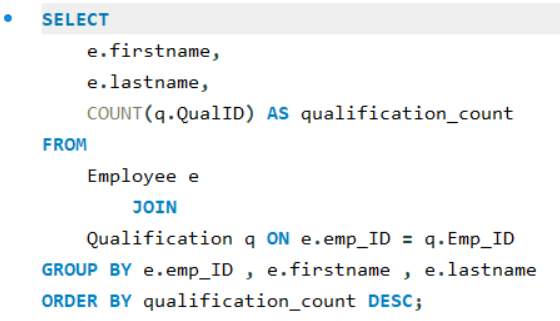 SELECT
e.firstname,
e.lastname,
COUNT(q.QualID) AS qualification_count
FROM
Employee e
JOIN
Qualification q ON e.emp_ID = q.Emp_ID
GROUP BY e.emp_ID , e.firstname , e.lastname
ORDER BY qualification_count DESC;